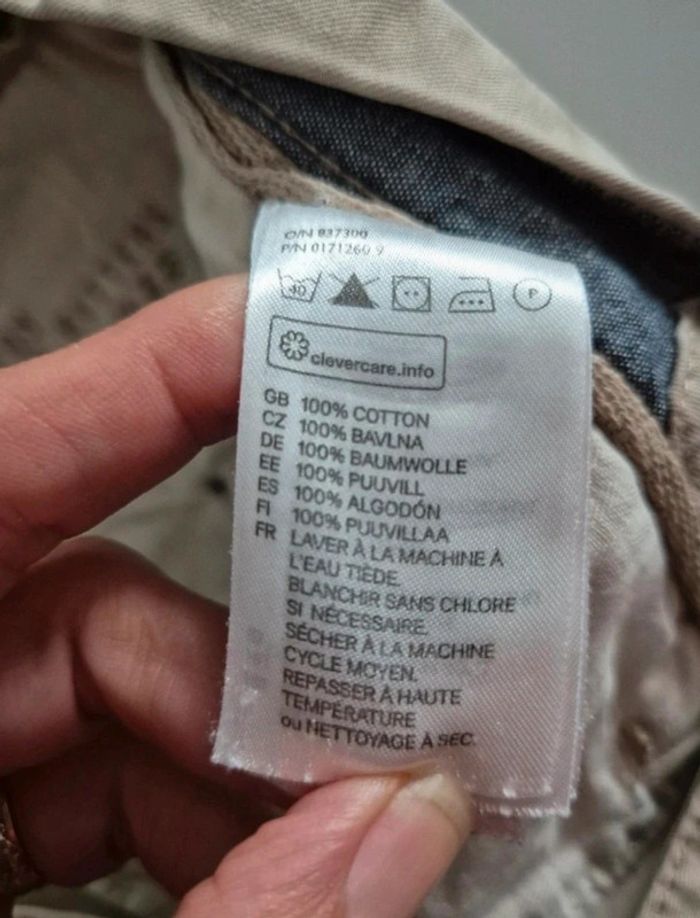 O/N 837300
P/N 0171260 9
40 P
clevercare.info
GB 100% COTTON
CZ 100% BAVLNA
DE 100% BAUMWOLLE
EE 100% PUUVILL
ES 100% ALGODÓN
FI 100% PUUVILLAA
FR LAVER À LA MACHINE À
L'EAU TIÈDE.
BLANCHIR SANS CHLORE
SI NÉCESSAIRE.
SÉCHER À LA MACHINE
CYCLE MOYEN.
REPASSER À HAUTE
TEMPÉRATURE
ou NETTOYAGE À SEC.